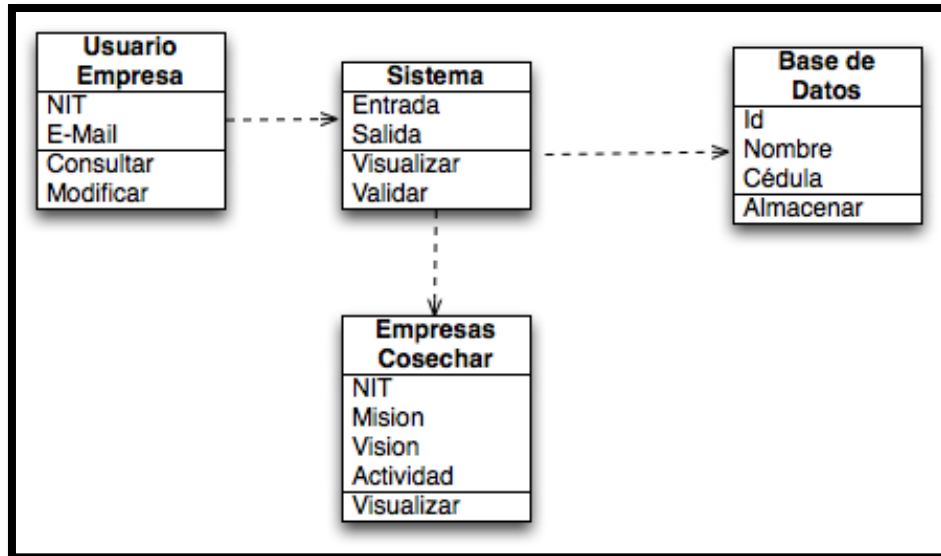 Usuario
Empresa
NIT
E-Mail
Consultar
Modificar
Sistema
Entrada
Salida
Visualizar
Validar
Base de
Datos
Id
Nombre
Cédula
Almacenar
Empresas
Cosechar
NIT
Mision
Vision
Actividad
Visualizar